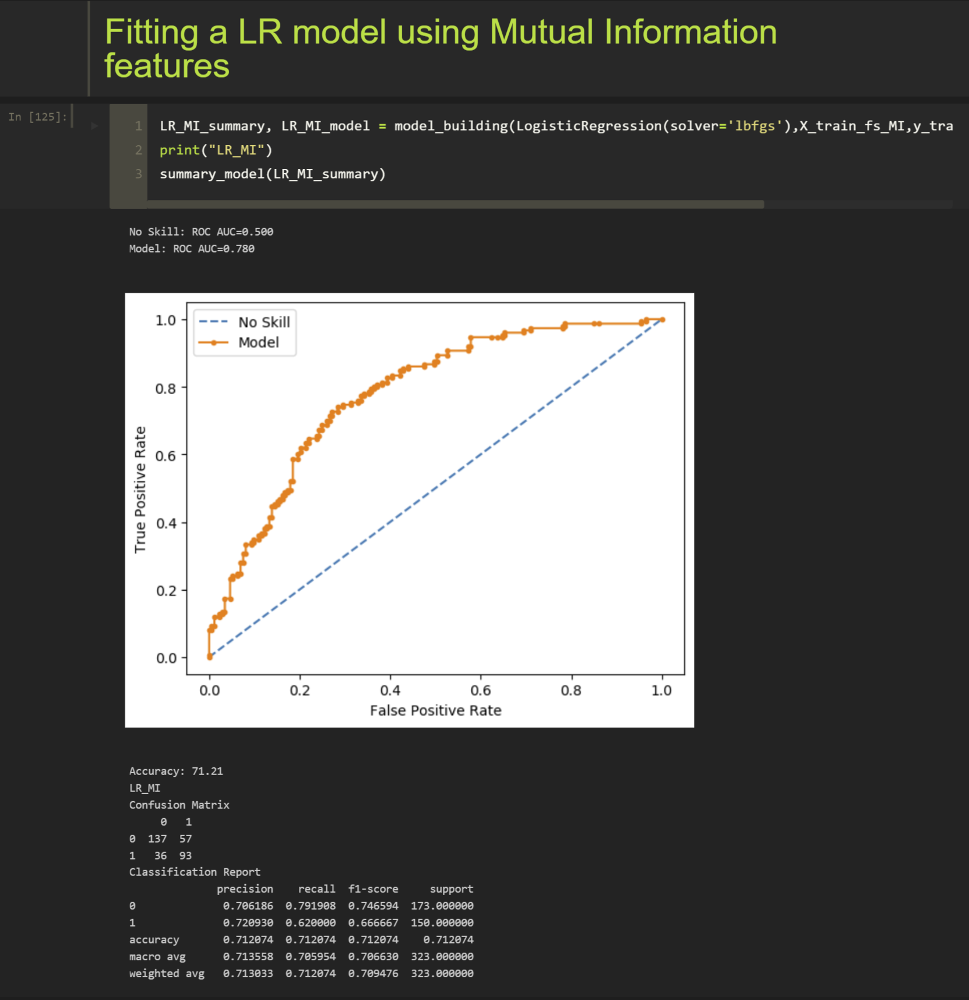 Fitting a LR model using Mutual Information
features
In [125]:
1 LR_MI_summary, LR_MI_model = model_building(LogisticRegression(solver='lbfgs'),X_train_fs_MI,y_tra
2 print("LR_MI")
3 summary_model(LR_MI_summary)
No Skill: ROC AUC=0.500
Model: ROC AUC=0.780
No Skill
Model
1.0
0.8
0.6
0.4
0.2
0.0
True Positive Rate
0.0 0.2 0.4 0.6 0.8 1.0
False Positive Rate
Accuracy: 71.21
LR_MI
Confusion Matrix
0 1
0 137 57
1 36 93
Classification Report
precision recall f1-score support
0 0.706186 0.791908 0.746594 173.000000
1 0.720930 0.620000 0.666667 150.000000
accuracy 0.712074 0.712074 0.712074 0.712074
macro avg 0.713558 0.705954 0.706630 323.000000
weighted avg 0.713033 0.712074 0.709476 323.000000